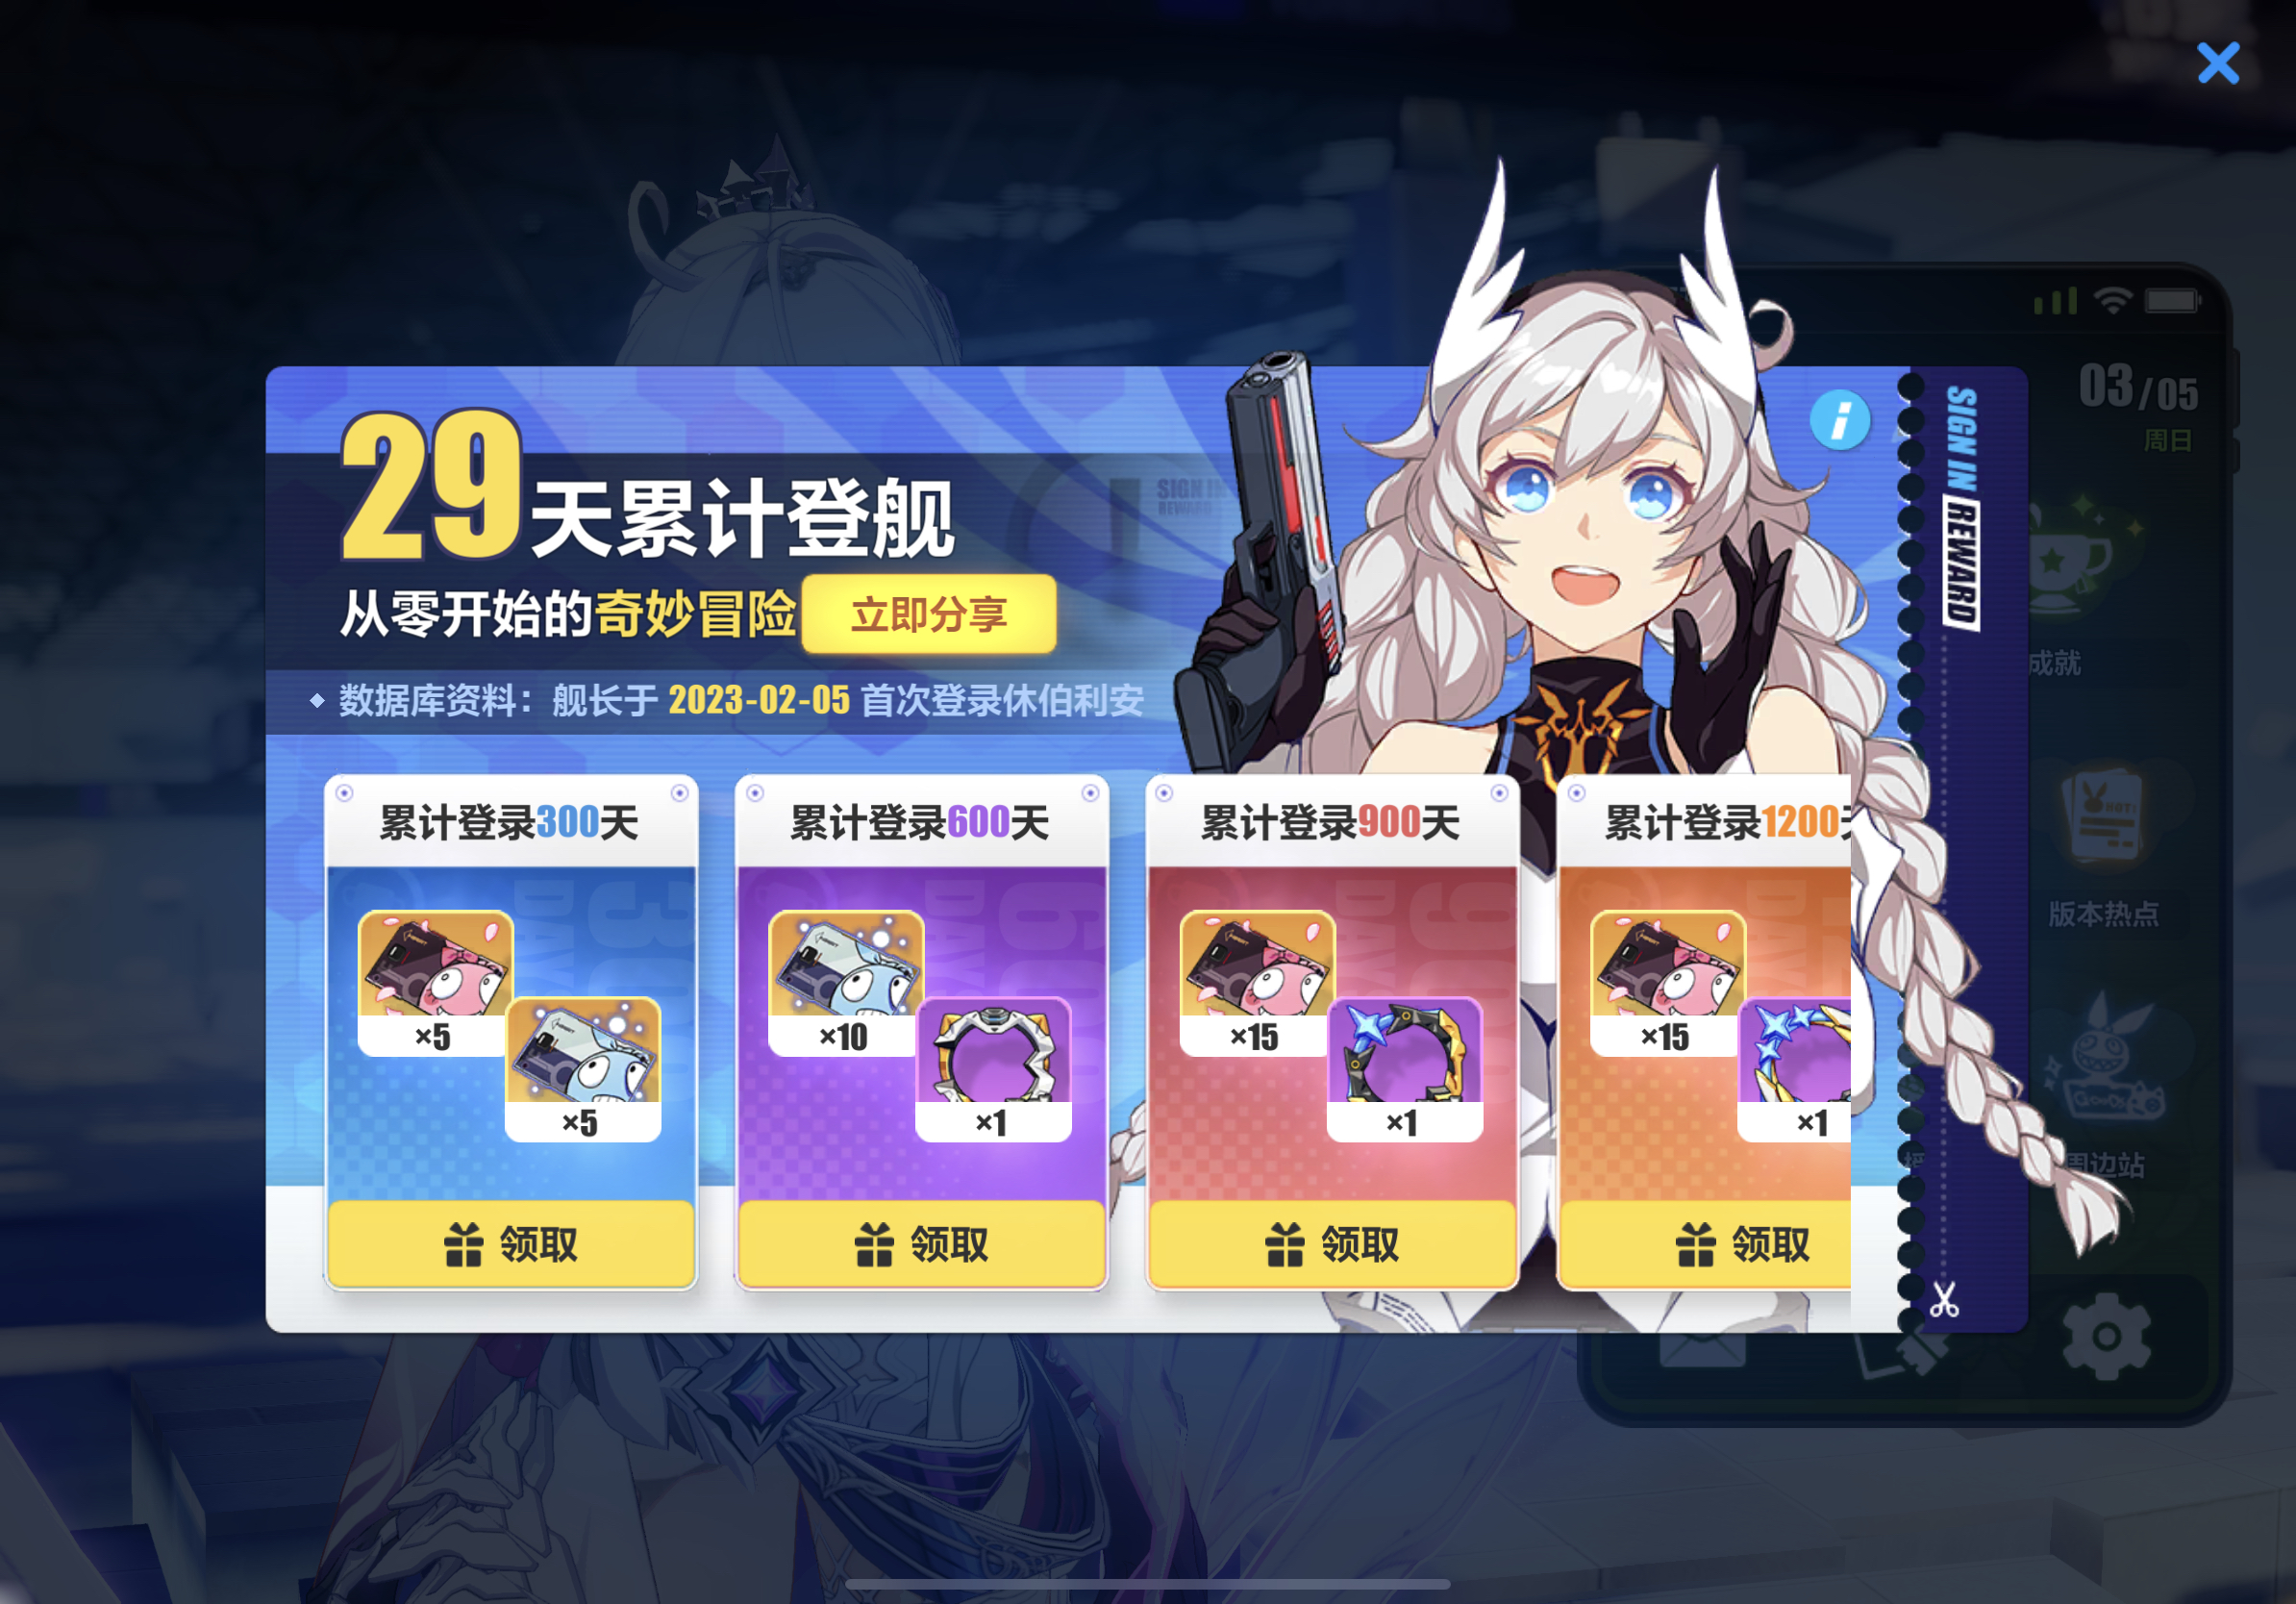 29天累计登舰
从零开始的奇妙冒险 立即分享
数据库资料：舰长于 2023-02-05 首次登录休伯利安
SIGN IN
REWARD
SIGN IN REWARD
03/05
周日
成就
版本热点
周边站
累计登录300天
×5
×5
领取
累计登录600天
×10
×1
领取
累计登录900天
×15
×1
领取
累计登录1200天
×15
×1
领取
HOT!